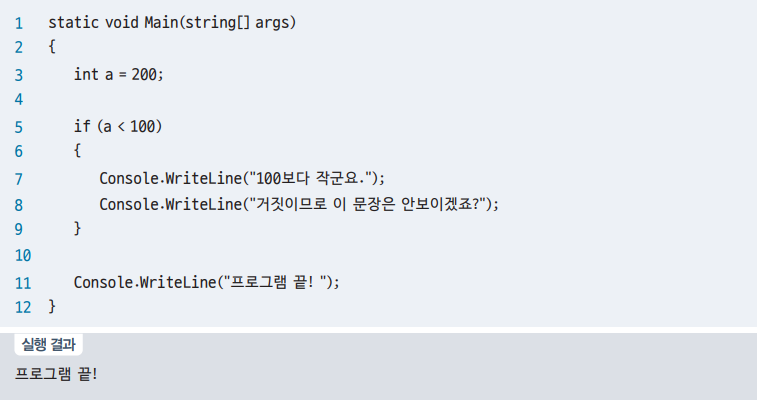 1 static void Main(string[] args)
2 {
3 int a = 200;
4
5 if (a < 100)
6 {
7 Console.WriteLine("100보다 작군요.");
8 Console.WriteLine("거짓이므로 이 문장은 안보이겠죠?");
9 }
10
11 Console.WriteLine("프로그램 끝! ");
12 }
실행 결과
프로그램 끝!